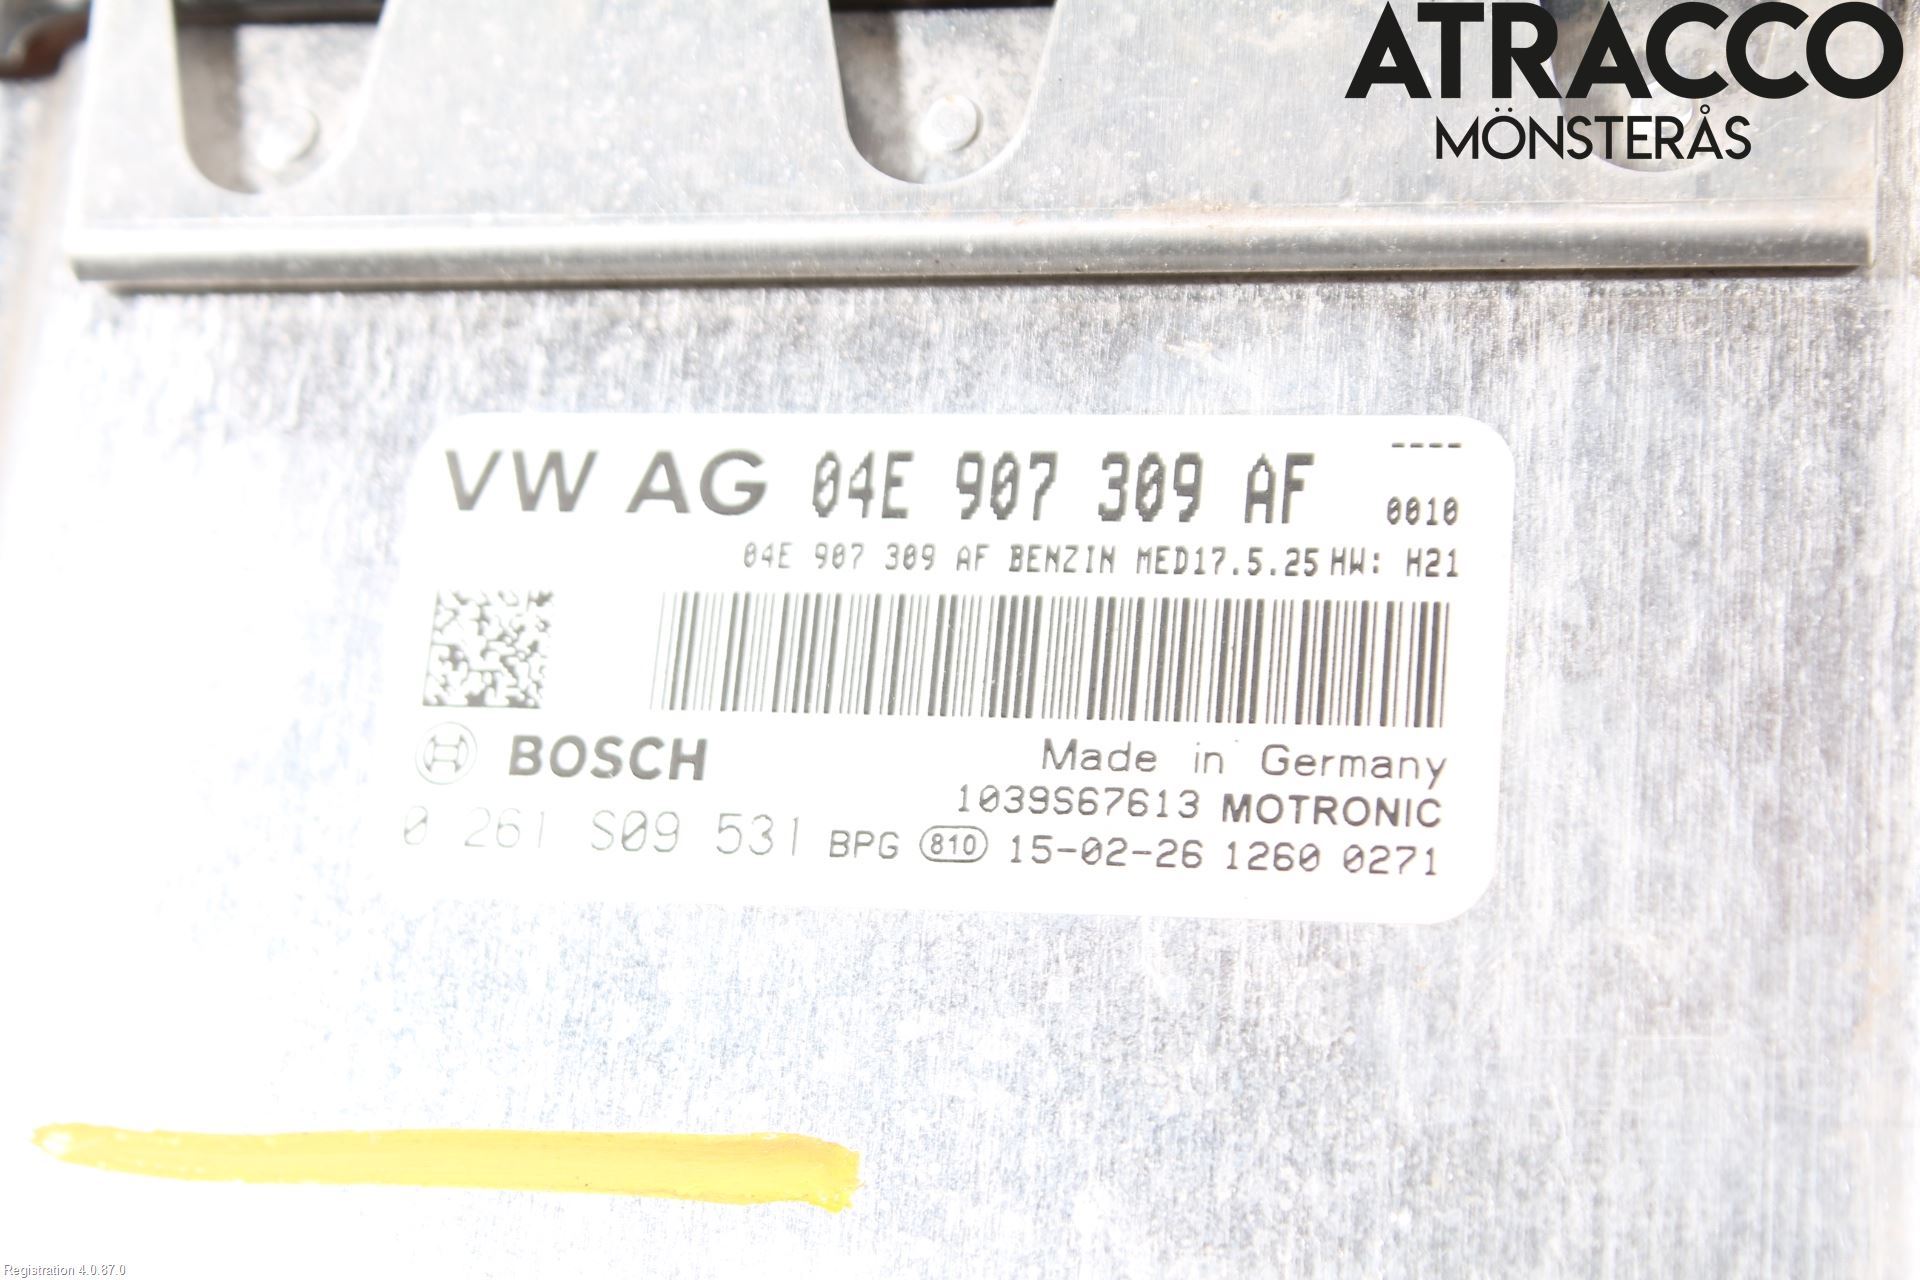 ATRACCO
MÖNSTERÅS
VW AG 04E 907 309 AF ----
0010
04E 907 309 AF BENZIN MED17.5.25 HW: H21
BOSCH Made in Germany
1039S67613 MOTRONIC
0 261 S09 531 BPG 810 15-02-26 1260 0271
Registration 4.0.87.0